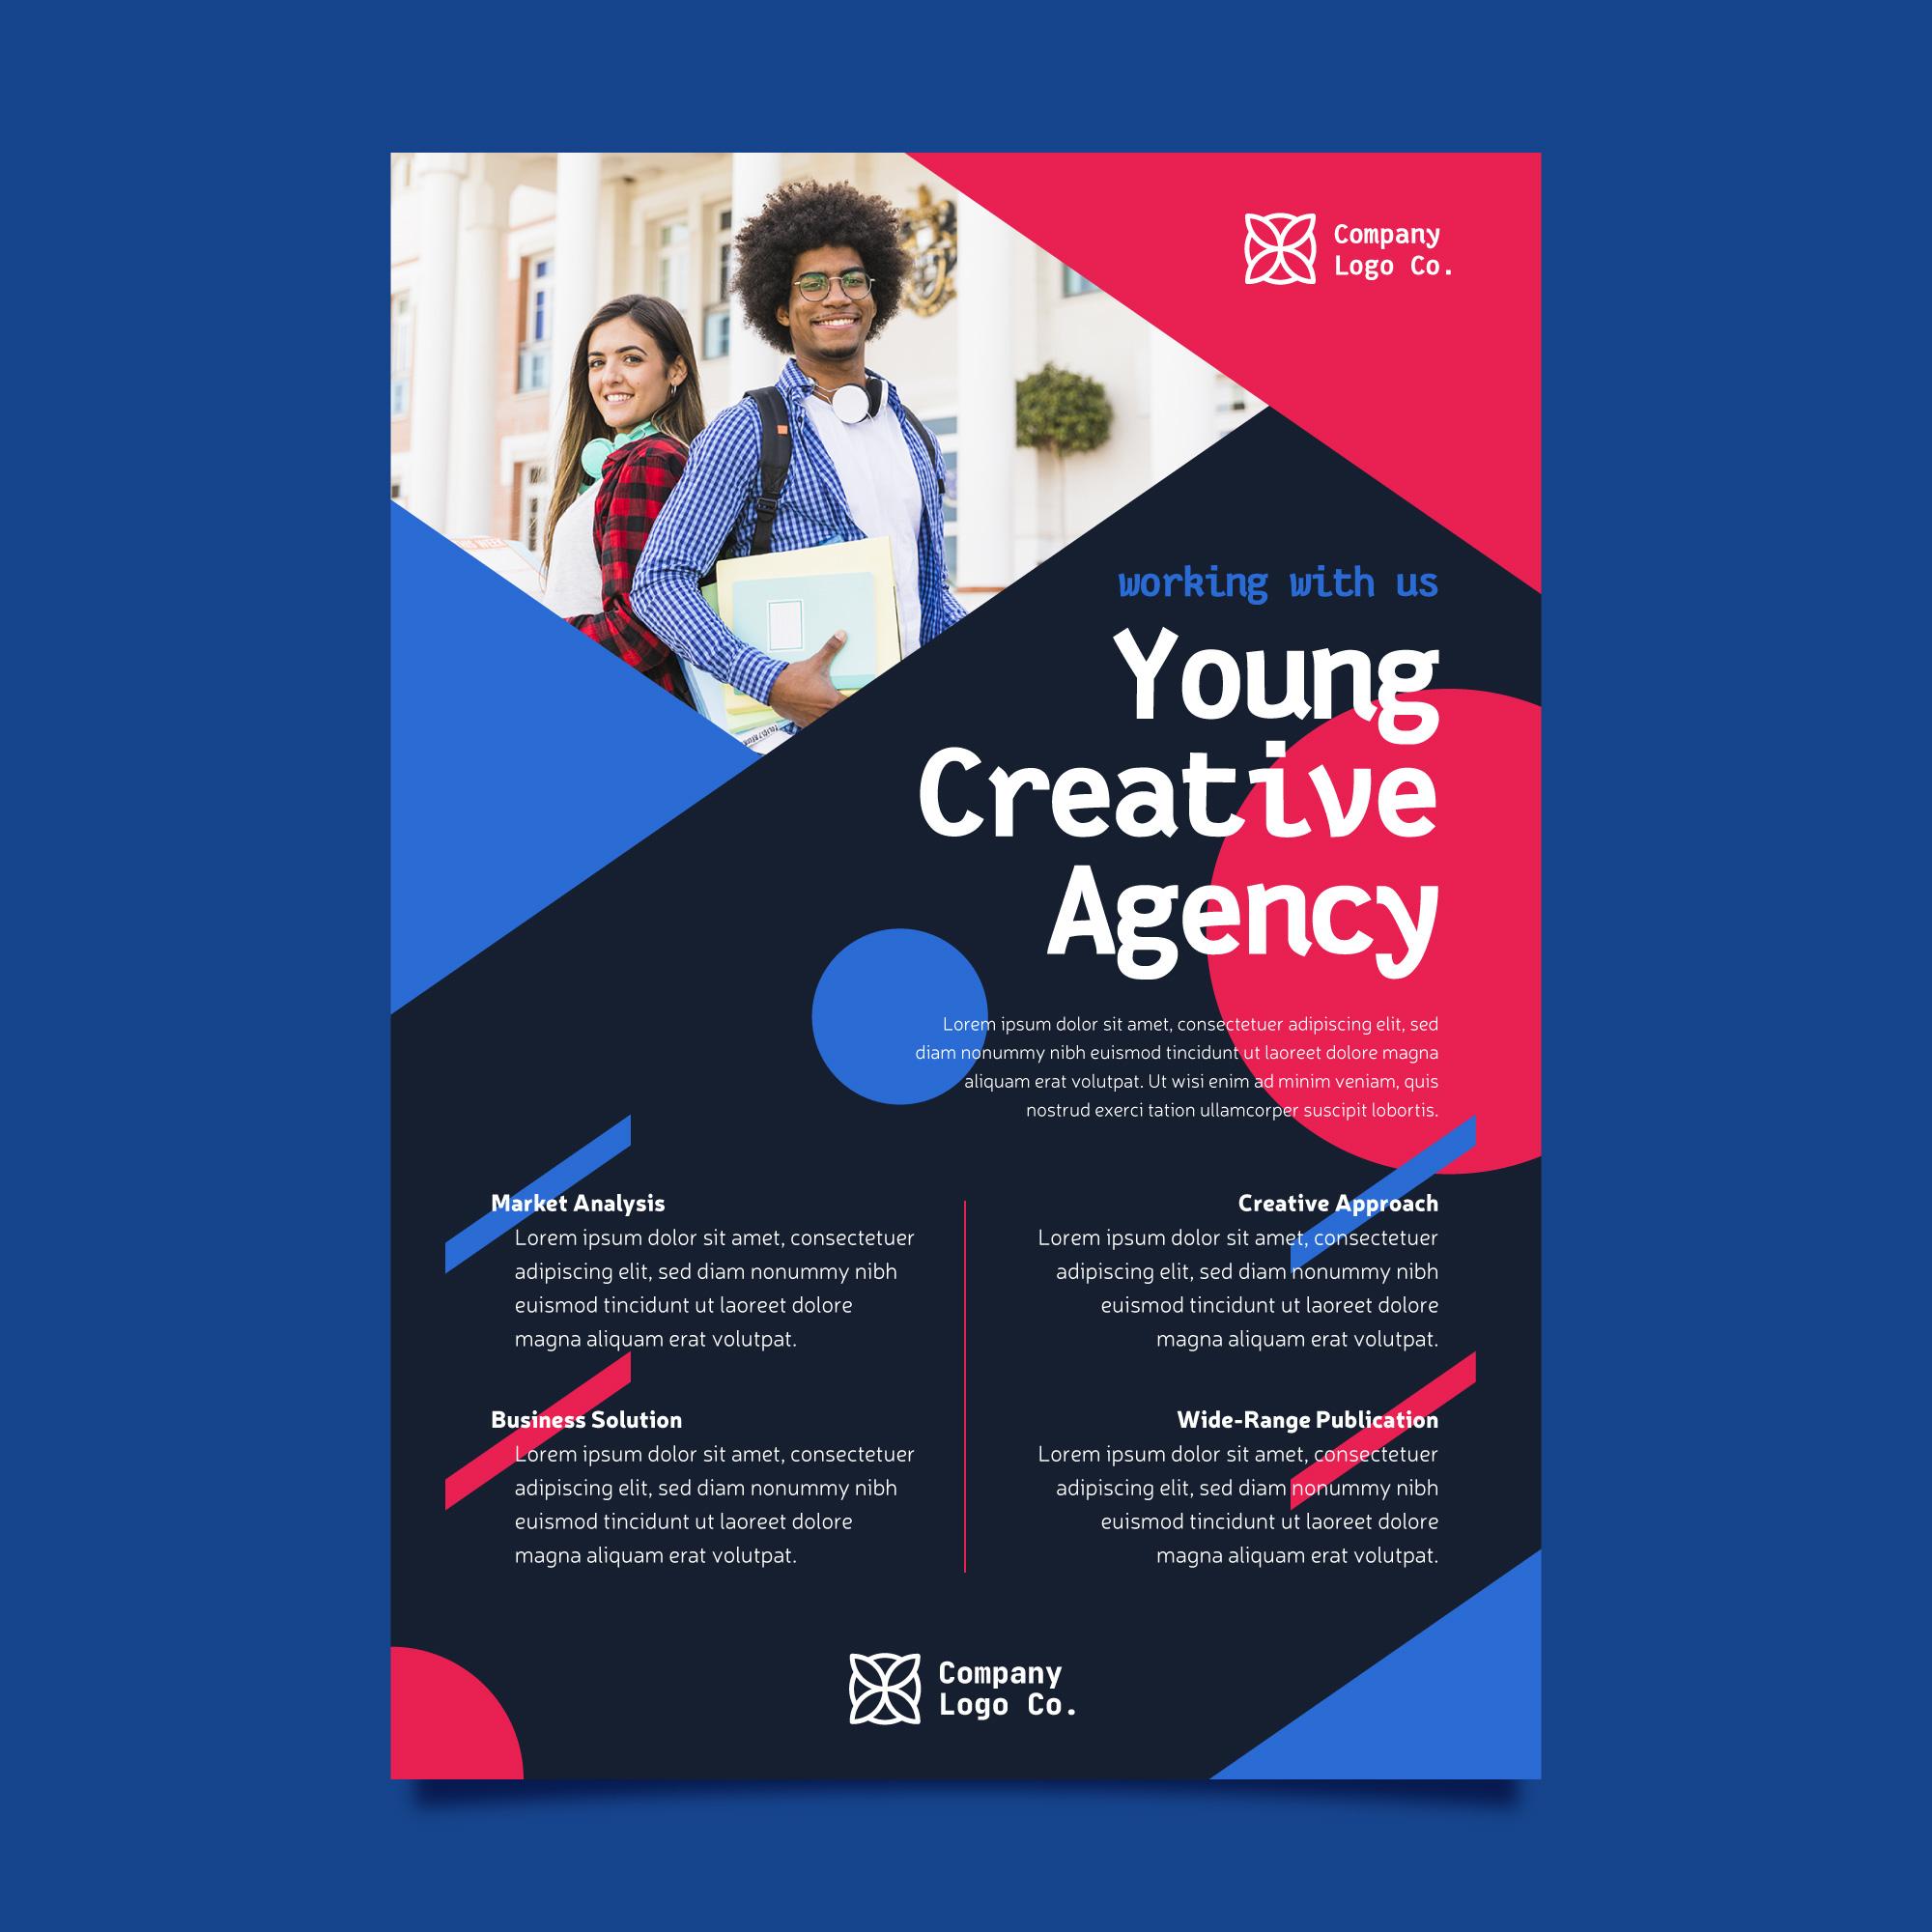 Company
Logo Co.
working with us
Young
Creative
Agency
Lorem ipsum dolor sit amet, consectetuer adipiscing elit, sed
diam nonummy nibh euismod tincidunt ut laoreet dolore magna
aliquam erat volutpat. Ut wisi enim ad minim veniam, quis
nostrud exerci tation ullamcorper suscipit lobortis.
Market Analysis
Lorem ipsum dolor sit amet, consectetuer
adipiscing elit, sed diam nonummy nibh
euismod tincidunt ut laoreet dolore
magna aliquam erat volutpat.
Business Solution
Lorem ipsum dolor sit amet, consectetuer
adipiscing elit, sed diam nonummy nibh
euismod tincidunt ut laoreet dolore
magna aliquam erat volutpat.
Creative Approach
Lorem ipsum dolor sit amet, consectetuer
adipiscing elit, sed diam nonummy nibh
euismod tincidunt ut laoreet dolore
magna aliquam erat volutpat.
Wide-Range Publication
Lorem ipsum dolor sit amet, consectetuer
adipiscing elit, sed diam nonummy nibh
euismod tincidunt ut laoreet dolore
magna aliquam erat volutpat.
Company
Logo Co.